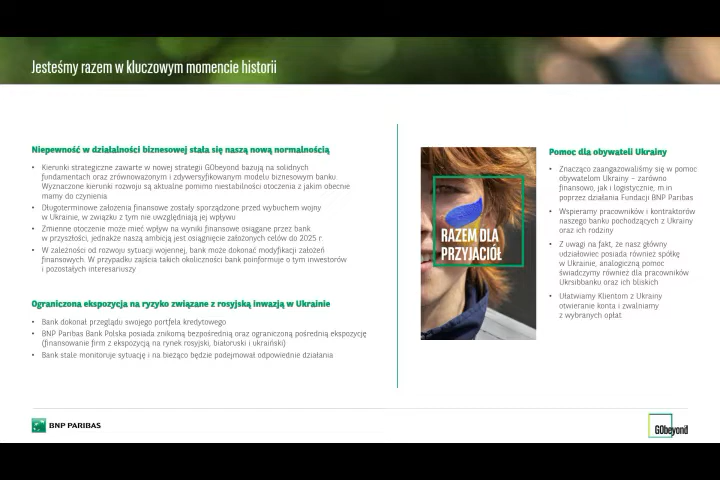 Jesteśmy razem w kluczowym momencie historii
Niepewność w działalności biznesowej stała się naszą nową normalnością
• Kierunki strategiczne zawarte w nowej strategii GObeyond bazują na solidnych
fundamentach oraz zrównoważonym i zdywersyfikowanym modelu biznesowym banku.
Wyznaczone kierunki rozwoju są aktualne pomimo niestabilności otoczenia z jakim obecnie
mamy do czynienia
• Długoterminowe założenia finansowe zostały sporządzone przed wybuchem wojny
w Ukrainie, w związku z tym nie uwzględniają jej wpływu
• Zmienne otoczenie może mieć wpływ na wyniki finansowe osiągane przez bank
w przyszłości, jednakże naszą ambicją jest osiągnięcie założonych celów do 2025 r.
• W zależności od rozwoju sytuacji wojennej, bank może dokonać modyfikacji założeń
finansowych. W przypadku zajścia takich okoliczności bank poinformuje o tym inwestorów
i pozostałych interesariuszy
Ograniczona ekspozycja na ryzyko związane z rosyjską inwazją w Ukrainie
• Bank dokonał przeglądu swojego portfela kredytowego
• BNP Paribas Bank Polska posiada znikomą bezpośrednią oraz ograniczoną pośrednią ekspozycję
(finansowanie firm z ekspozycją na rynek rosyjski, białoruski i ukraiński)
• Bank stale monitoruje sytuację i na bieżąco będzie podejmował odpowiednie działania
RAZEM DLA
PRZYJACIÓŁ
Pomoc dla obywateli Ukrainy
• Znacząco zaangażowaliśmy się w pomoc
obywatelom Ukrainy – zarówno
finansowo, jak i logistycznie, m.in
poprzez działania Fundacji BNP Paribas
• Wspieramy pracowników i kontraktorów
naszego banku pochodzących z Ukrainy
oraz ich rodziny
• Z uwagi na fakt, że nasz główny
udziałowiec posiada również spółkę
w Ukrainie, analogiczną pomoc
świadczymy również dla pracowników
Ukrsibbanku oraz ich bliskich
• Ułatwiamy Klientom z Ukrainy
otwieranie konta i zwalniamy
z wybranych opłat
BNP PARIBAS
GObeyond